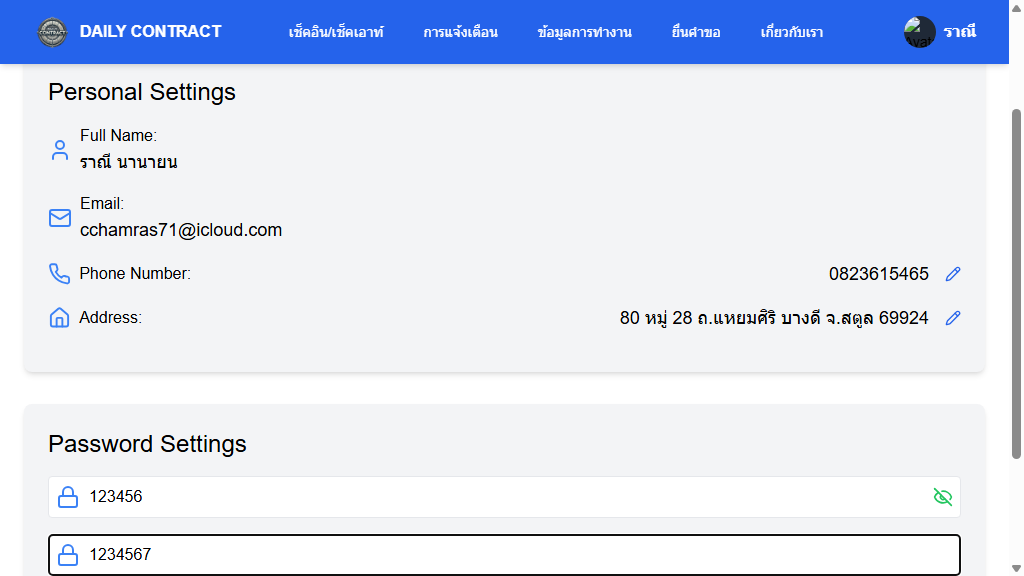 DAILY CONTRACT เช็คอิน/เช็คเอาท์ การแจ้งเตือน ข้อมูลการทำงาน ยื่นคำขอ เกี่ยวกับเรา ราณี
Personal Settings
Full Name:
ราณี นานายน
Email:
cchamras71@icloud.com
Phone Number: 0823615465
Address: 80 หมู่ 28 ถ.แหยมศิริ บางดี จ.สตูล 69924
Password Settings
123456
1234567